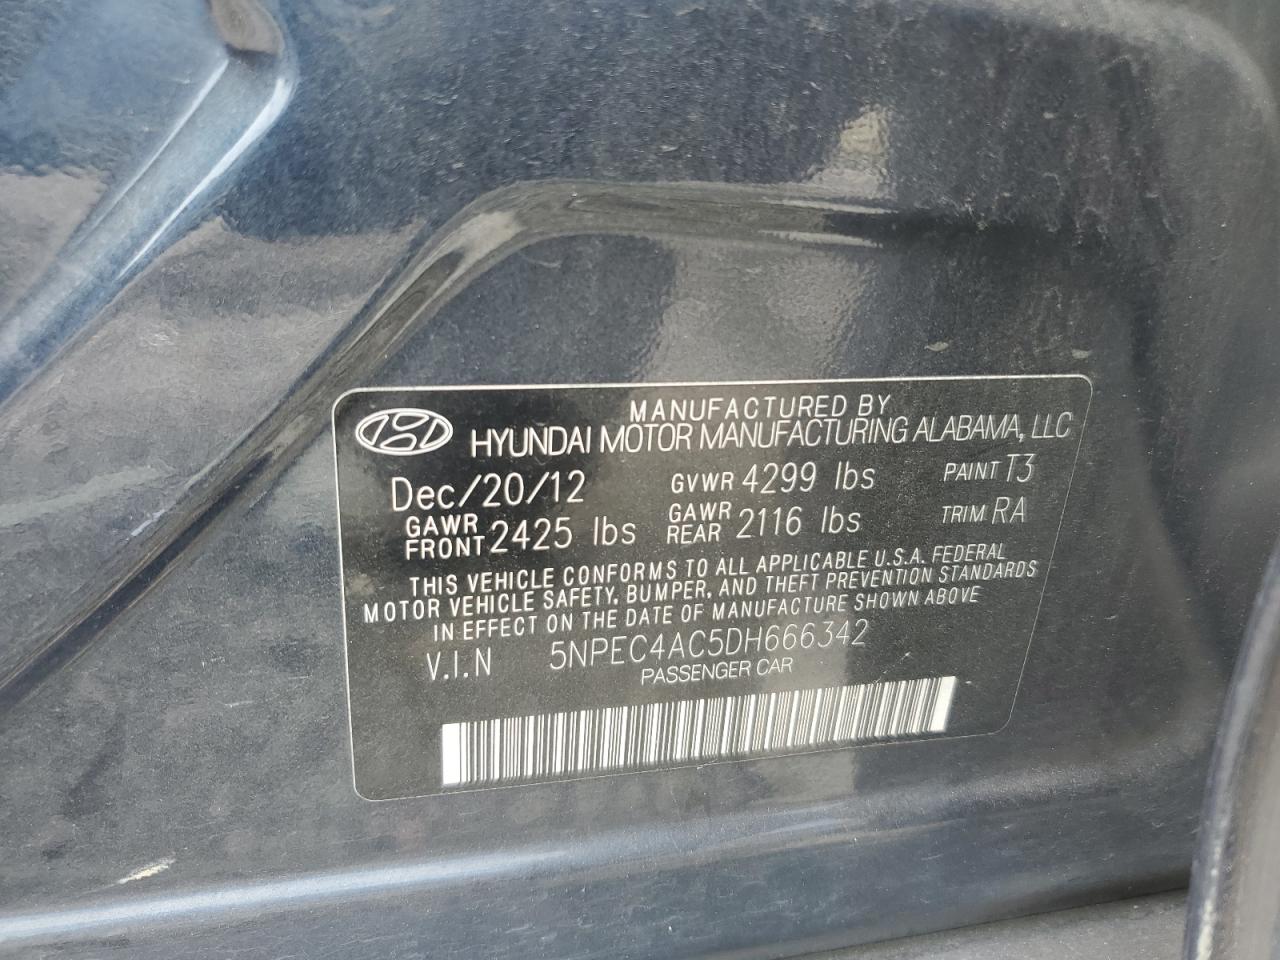 MANUFACTURED BY
HYUNDAI MOTOR MANUFACTURING ALABAMA, LLC
Dec/20/12 GVWR 4299 lbs PAINT T3
GAWR FRONT 2425 lbs GAWR REAR 2116 lbs TRIM RA
THIS VEHICLE CONFORMS TO ALL APPLICABLE U.S.A. FEDERAL
MOTOR VEHICLE SAFETY, BUMPER, AND THEFT PREVENTION STANDARDS
IN EFFECT ON THE DATE OF MANUFACTURE SHOWN ABOVE
V.I.N 5NPEC4AC5DH666342
PASSENGER CAR